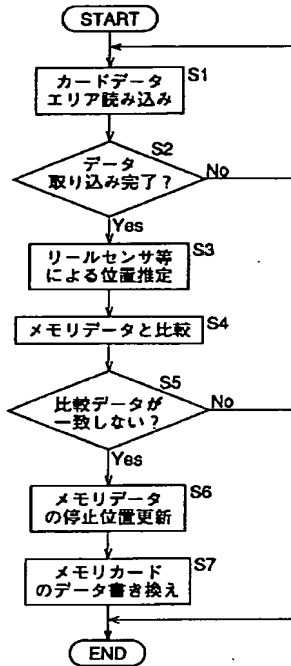 START
カードデータ
エリア読み込み
S1
データ
取り込み完了？
S2
No
Yes
リールセンサ等
による位置推定
S3
メモリデータと比較
S4
比較データが
一致しない？
S5
No
Yes
メモリデータ
の停止位置更新
S6
メモリカード
のデータ書き換え
S7
END